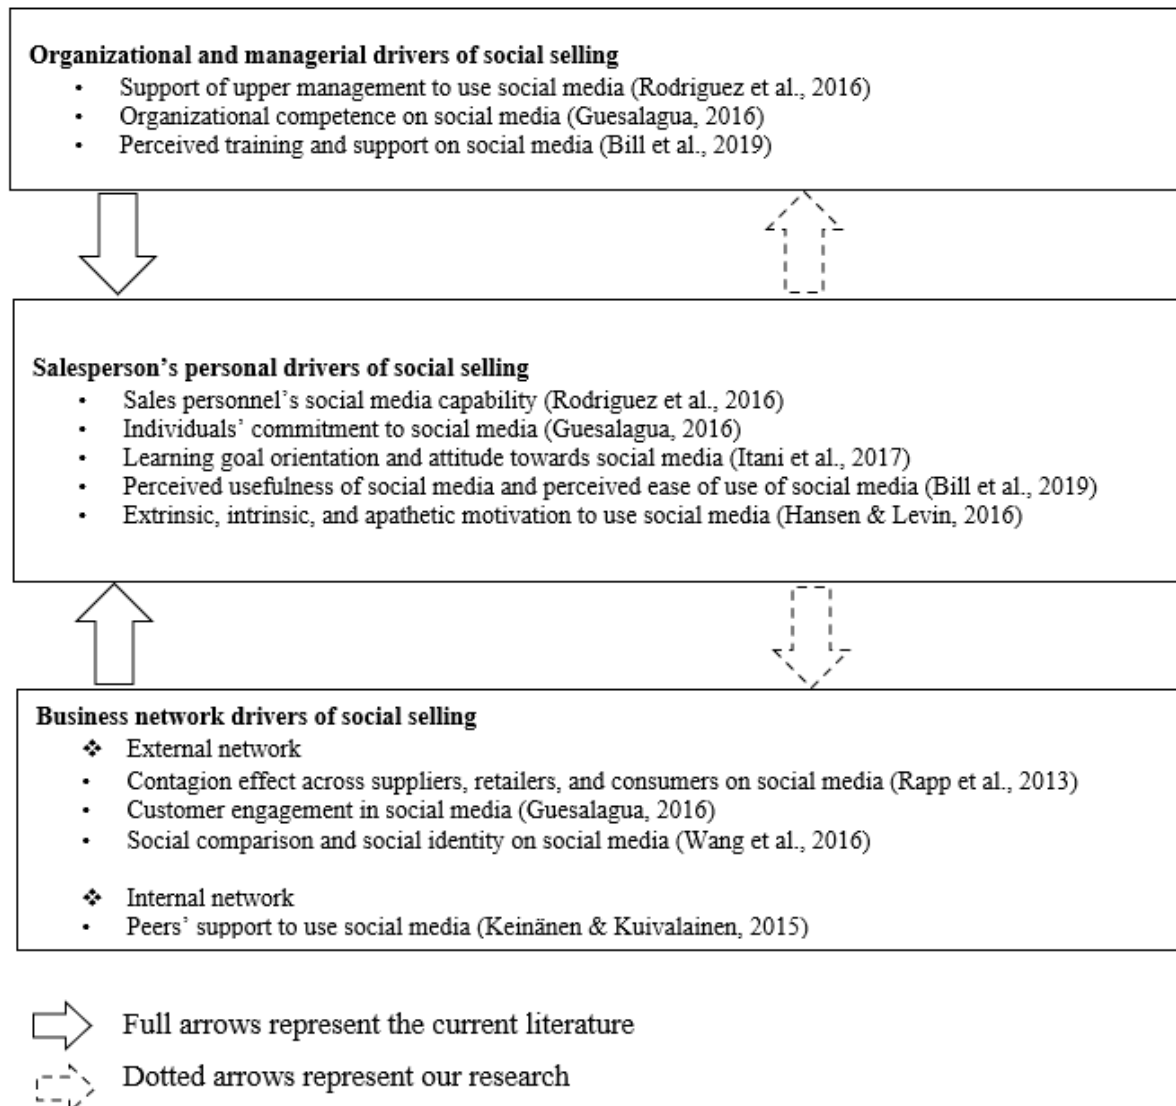 Organizational and managerial drivers of social selling
• Support of upper management to use social media (Rodriguez et al., 2016)
• Organizational competence on social media (Guesalagua, 2016)
• Perceived training and support on social media (Bill et al., 2019)
Salesperson’s personal drivers of social selling
• Sales personnel’s social media capability (Rodriguez et al., 2016)
• Individuals’ commitment to social media (Guesalagua, 2016)
• Learning goal orientation and attitude towards social media (Itani et al., 2017)
• Perceived usefulness of social media and perceived ease of use of social media (Bill et al., 2019)
• Extrinsic, intrinsic, and apathetic motivation to use social media (Hansen & Levin, 2016)
Business network drivers of social selling
❖ External network
• Contagion effect across suppliers, retailers, and consumers on social media (Rapp et al., 2013)
• Customer engagement in social media (Guesalagua, 2016)
• Social comparison and social identity on social media (Wang et al., 2016)
❖ Internal network
• Peers’ support to use social media (Keinänen & Kuivalainen, 2015)
Full arrows represent the current literature
Dotted arrows represent our research